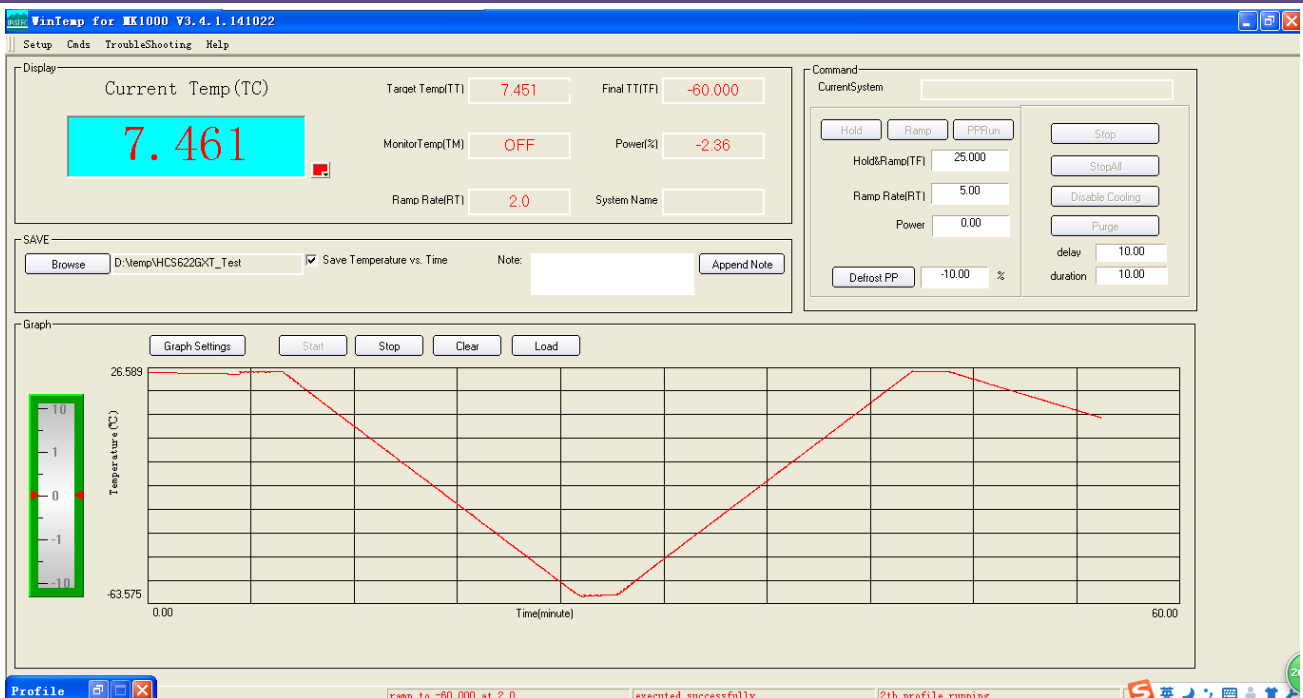 WinTemp for MK1000 V3.4.1.141022
Setup Cmds TroubleShooting Help
Display
Current Temp(TC)
7.461
Target Temp(TT) 7.451
Final TT(TF) -60.000
MonitorTemp(TM) OFF
Power(%) -2.36
Ramp Rate(RT) 2.0
System Name
Command
CurrentSystem
Hold Ramp PPRun
Hold&Ramp(TF) 25.000
Ramp Rate(RT) 5.00
Power 0.00
Defrost PP -10.00 %
Stop
StopAll
Disable Cooling
Purge
delay 10.00
duration 10.00
SAVE
Browse D:\temp\HCS622GXT_Test Save Temperature vs. Time Note: Append Note
Graph
Graph Settings Start Stop Clear Load
10
1
0
-1
-10
Temperature(℃)
26.589
-63.575
0.00 Time(minute) 60.00
Profile
ramp to -60.000 at 2.0 executed successfully 2th profile running
英